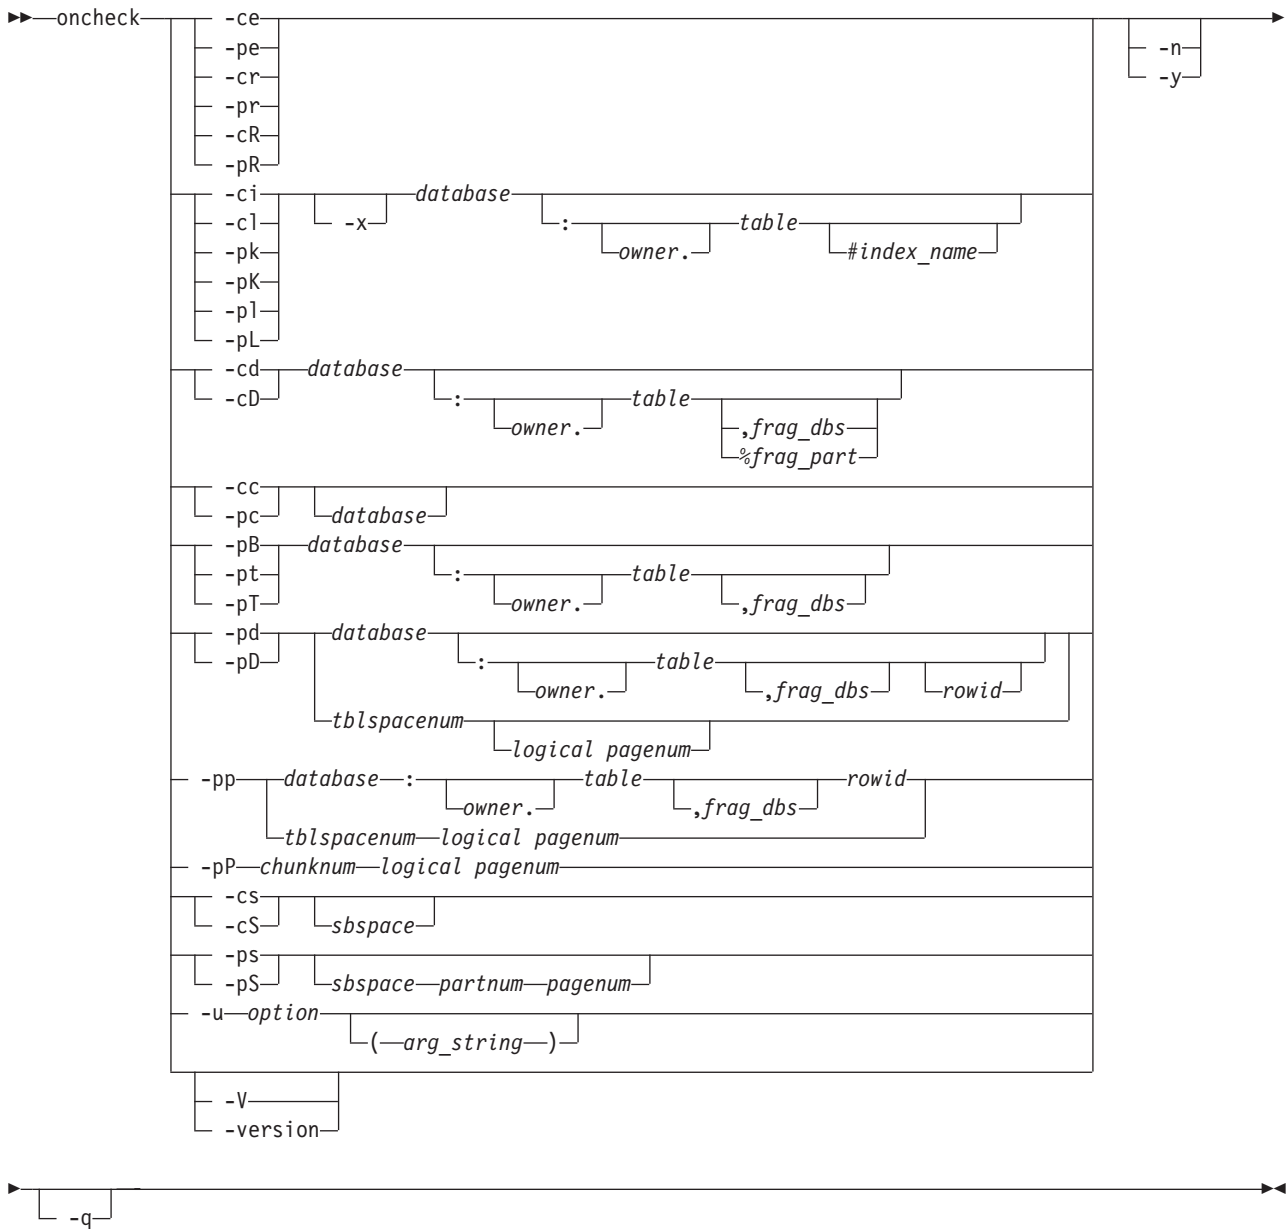 oncheck -ce -n
-pe -y
-cr
-pr
-cR
-pR
-ci -x database : owner. table #index_name
-cl
-pk
-pK
-pl
-pL
-cd database : owner. table ,frag_dbs
-cD %frag_part
-cc database
-pc
-pB database : owner. table ,frag_dbs
-pt
-pT
-pd database : owner. table ,frag_dbs rowid
-pD
tblspacenum logical pagenum
-pp database : owner. table ,frag_dbs rowid
tblspacenum logical pagenum
-pP chunknum logical pagenum
-cs sbspace
-cS
-ps sbspace partnum pagenum
-pS
-u option ( arg_string )
-V
-version
-q